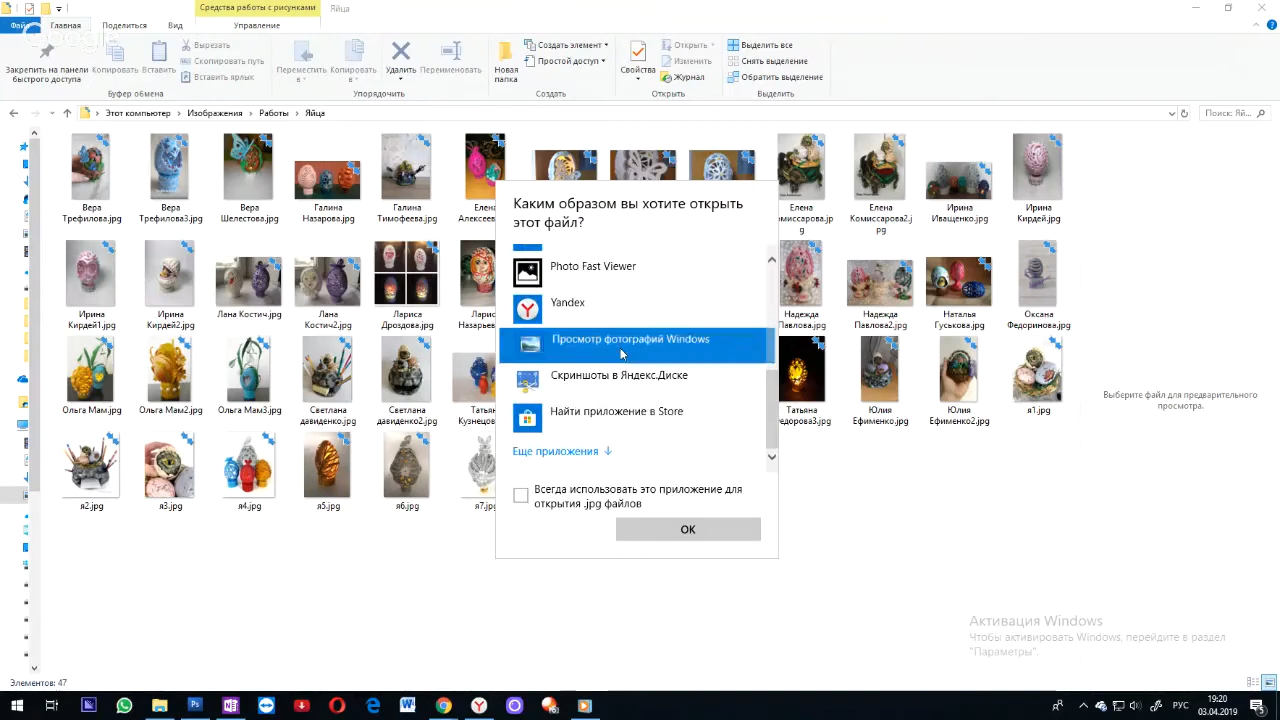 Средства работы с рисунками
Яйца
Файл Главная Поделиться Вид Управление
Google
Закрепить на панели
быстрого доступа
Копировать
Вставить
Вырезать
Скопировать путь
Вставить ярлык
Переместить
в
Копировать
в
Удалить
Переименовать
Новая
папка
Создать элемент
Простой доступ
Свойства
Открыть
Изменить
Журнал
Выделить все
Снять выделение
Обратить выделение
Буфер обмена
Упорядочить
Создать
Открыть
Выделить
Этот компьютер
Изображения
Работы
Яйца
Поиск: Яй...
Вера
Трефилова.jpg
Вера
Трефилова3.jpg
Вера
Шелестова.jpg
Галина
Назарова.jpg
Галина
Тимофеева.jpg
Елена
Елена
Комиссарова2.j
pg
Ирина
Иващенко.jpg
Ирина
Кирдей.jpg
Ирина
Кирдей1.jpg
Ирина
Кирдей2.jpg
Лана Костич.jpg
Лана
Костич2.jpg
Лариса
Дроздова.jpg
Надежда
Павлова.jpg
Надежда
Павлова2.jpg
Наталья
Гуськова.jpg
Оксана
Федоринова.jpg
Ольга Мам.jpg
Ольга Мам2.jpg
Ольга Мам3.jpg
Светлана
давиденко.jpg
Светлана
давиденко2.jpg
Татьяна
Юлия
Ефименко.jpg
Юлия
Ефименко2.jpg
я1.jpg
я2.jpg
я3.jpg
я4.jpg
я5.jpg
я6.jpg
я7.jpg
Каким образом вы хотите открыть
этот файл?
Photo Fast Viewer
Yandex
Просмотр фотографий Windows
Скриншоты в Яндекс.Диске
Найти приложение в Store
Еще приложения
Всегда использовать это приложение для
открытия .jpg файлов
ОК
Выберите файл для предварительного
просмотра.
Активация Windows
Чтобы активировать Windows, перейдите в раздел
"Параметры".
Элементов: 47
РУС
19:20
03.04.2019